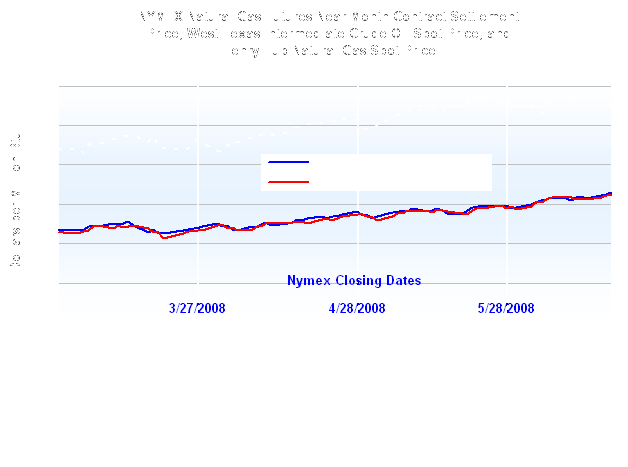 NYMEX Natural Gas Futures Near Month Contract Settlement
Price, West Texas Intermediate Crude Oil Spot Price, and
Henry Hub Natural Gas Spot Price
Nymex Closing Dates
3/27/2008
4/28/2008
5/28/2008